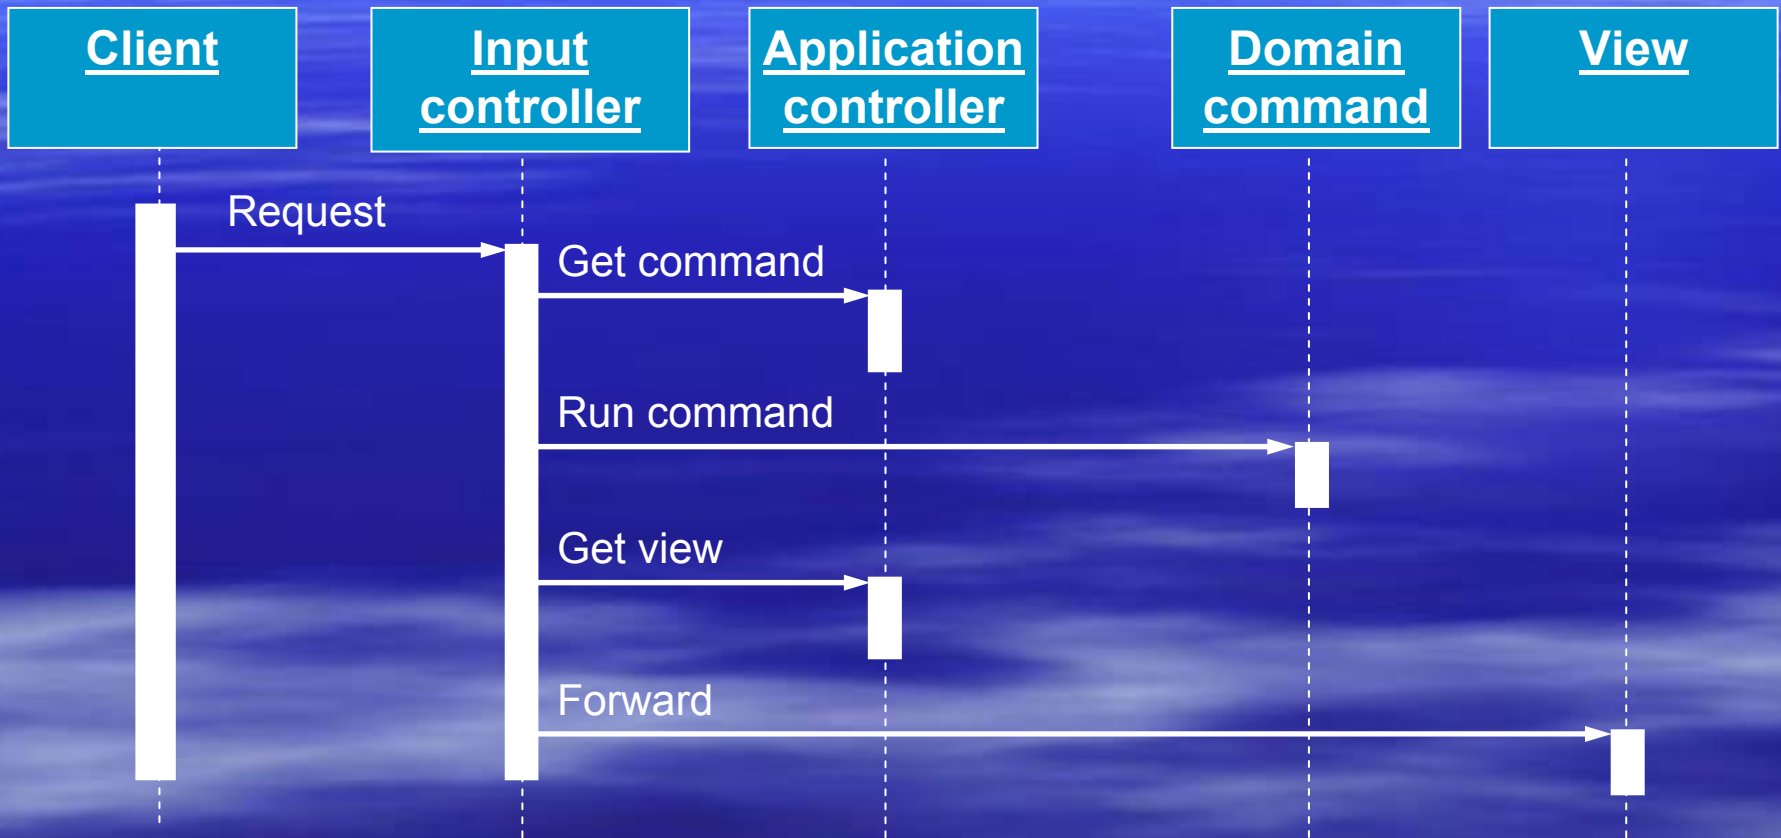 Client
Input
controller
Application
controller
Domain
command
View
Request
Get command
Run command
Get view
Forward